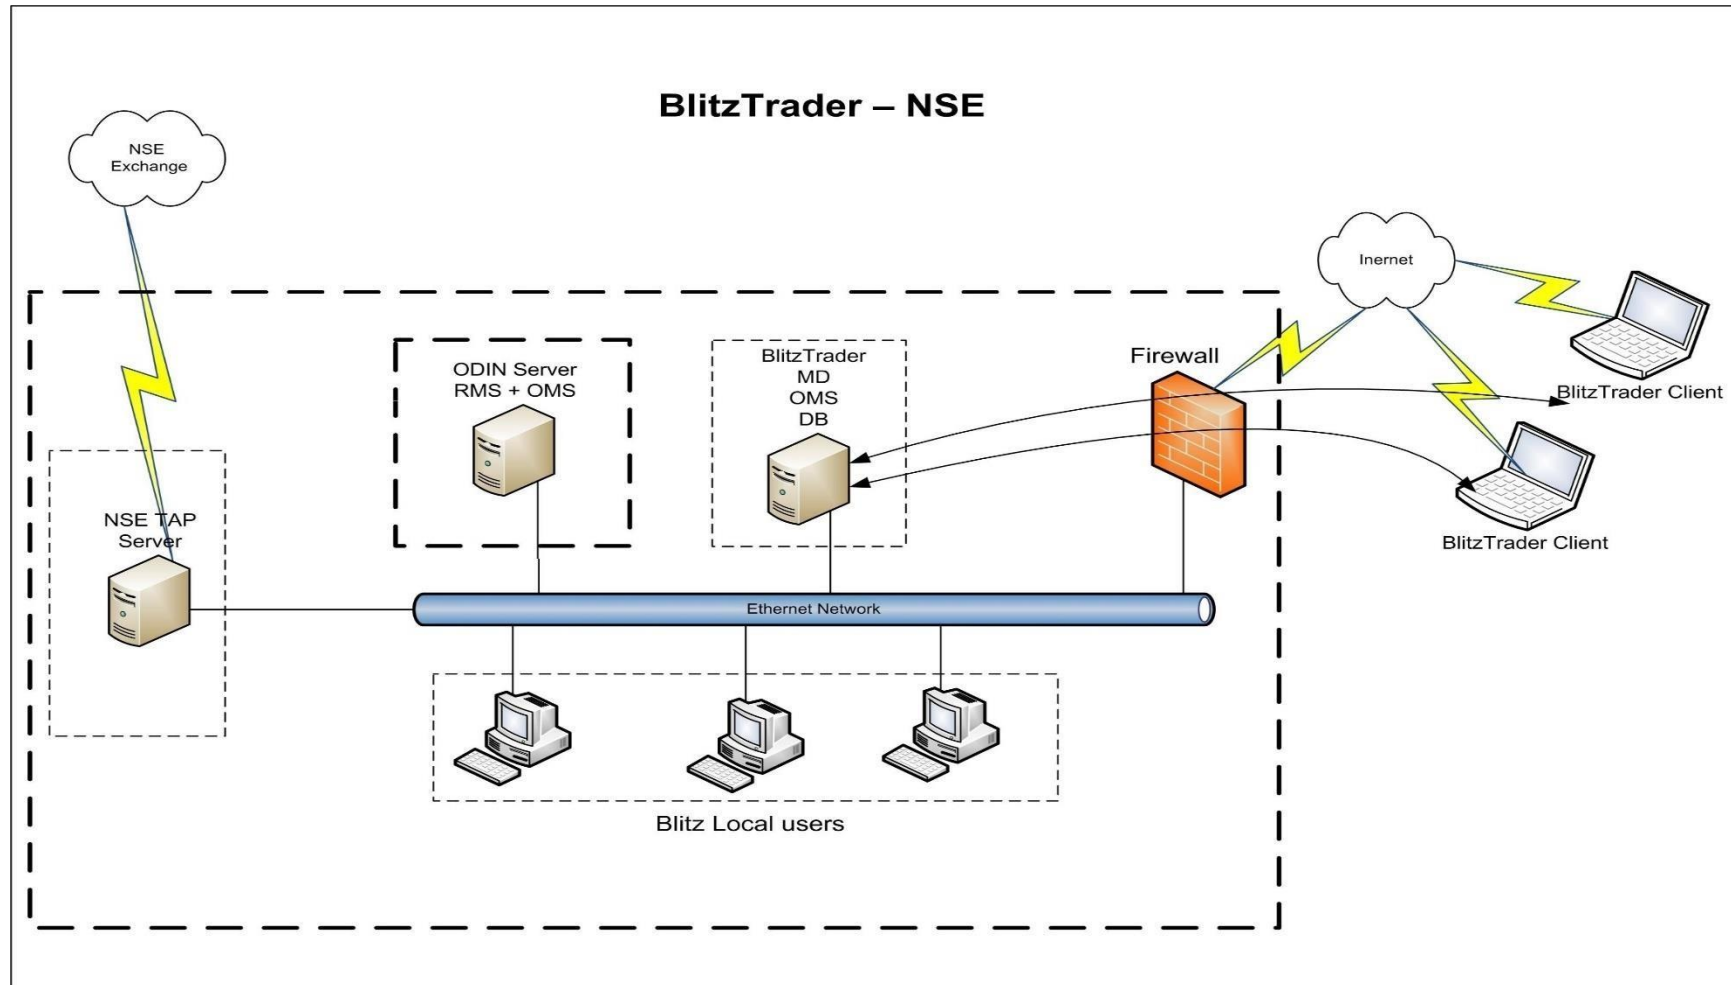 BlitzTrader – NSE
NSE
Exchange
Inernet
ODIN Server
RMS + OMS
BlitzTrader
MD
OMS
DB
Firewall
BlitzTrader Client
NSE TAP
Server
BlitzTrader Client
Ethernet Network
Blitz Local users